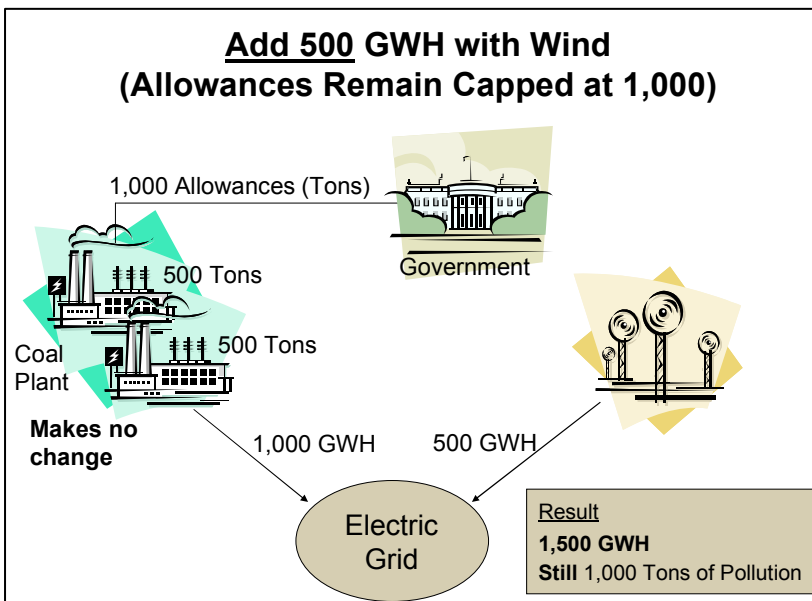 Add 500 GWH with Wind
(Allowances Remain Capped at 1,000)
1,000 Allowances (Tons)
Government
500 Tons
500 Tons
Coal
Plant
Makes no
change
1,000 GWH
500 GWH
Electric
Grid
Result
1,500 GWH
Still 1,000 Tons of Pollution